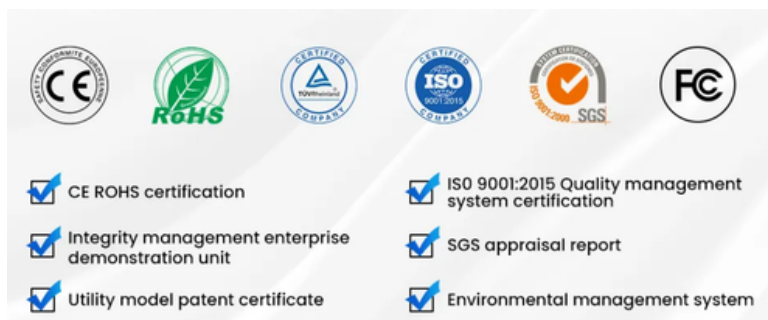 SAFETY CONFORMITE EUROPEENNE
CE
RoHS
CERTIFIED
TÜVRheinland
COMPANY
CERTIFIED
ISO
9001:2015
COMPANY
SYSTEM CERTIFICATION
ISO 9001:2000
SGS
FC
CE ROHS certification
IS0 9001:2015 Quality management
system certification
Integrity management enterprise
demonstration unit
SGS appraisal report
Utility model patent certificate
Environmental management system